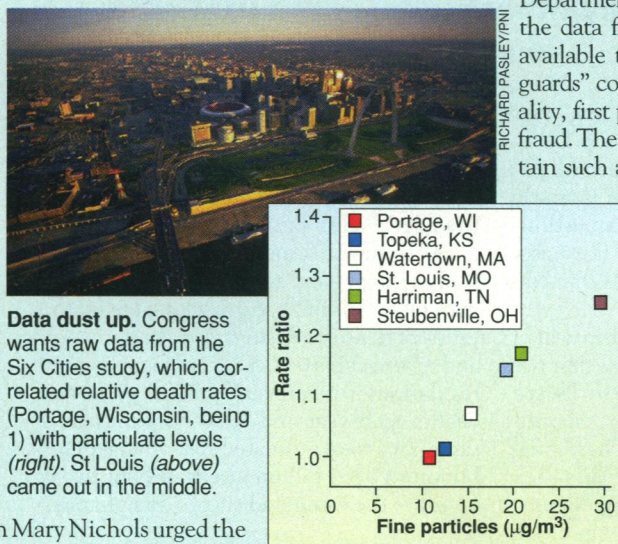 RICHARD PASLEY/PNI
the data f
available t
guards” co
ality, first p
fraud. The
tain such a
Data dust up. Congress
wants raw data from the
Six Cities study, which cor-
related relative death rates
(Portage, Wisconsin, being
1) with particulate levels
(right). St Louis (above)
came out in the middle.
Mary Nichols urged the
1.4
1.3
1.2
1.1
1.0
Rate ratio
Portage, WI
Topeka, KS
Watertown, MA
St. Louis, MO
Harriman, TN
Steubenville, OH
0 5 10 15 20 25 30
Fine particles (µg/m³)